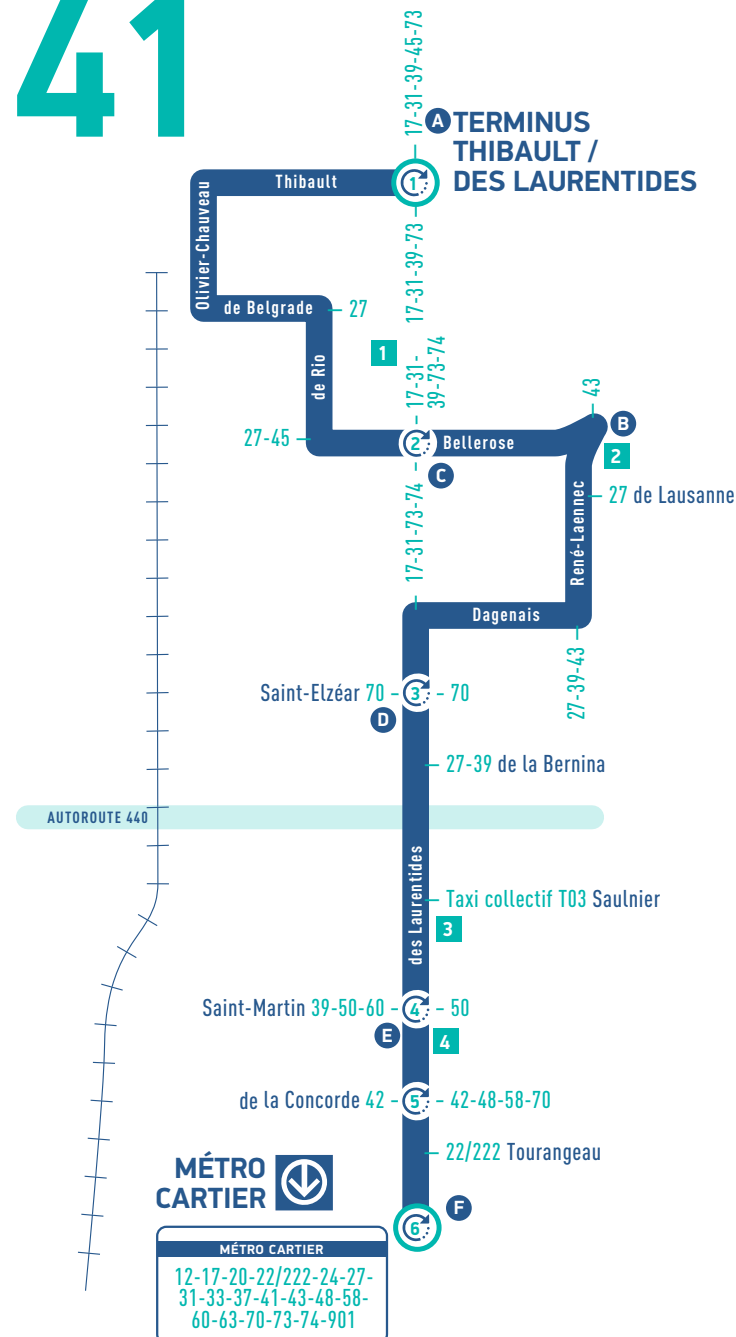 41
17-31-39-45-73
A
TERMINUS
THIBAULT /
DES LAURENTIDES
Thibault
1
Olivier-Chauveau
17-31-39-73
de Belgrade
27
de Rio
1
17-31-
39-73-74
43
27-45
2
Bellerose
B
2
C
27 de Lausanne
René-Laennec
17-31-73-74
Dagenais
27-39-43
Saint-Elzéar 70
3
70
D
27-39 de la Bernina
AUTOROUTE 440
des Laurentides
Taxi collectif T03 Saulnier
3
Saint-Martin 39-50-60
4
50
E
4
de la Concorde 42
5
42-48-58-70
22/222 Tourangeau
MÉTRO
CARTIER
F
6
MÉTRO CARTIER
12-17-20-22/222-24-27-
31-33-37-41-43-48-58-
60-63-70-73-74-901